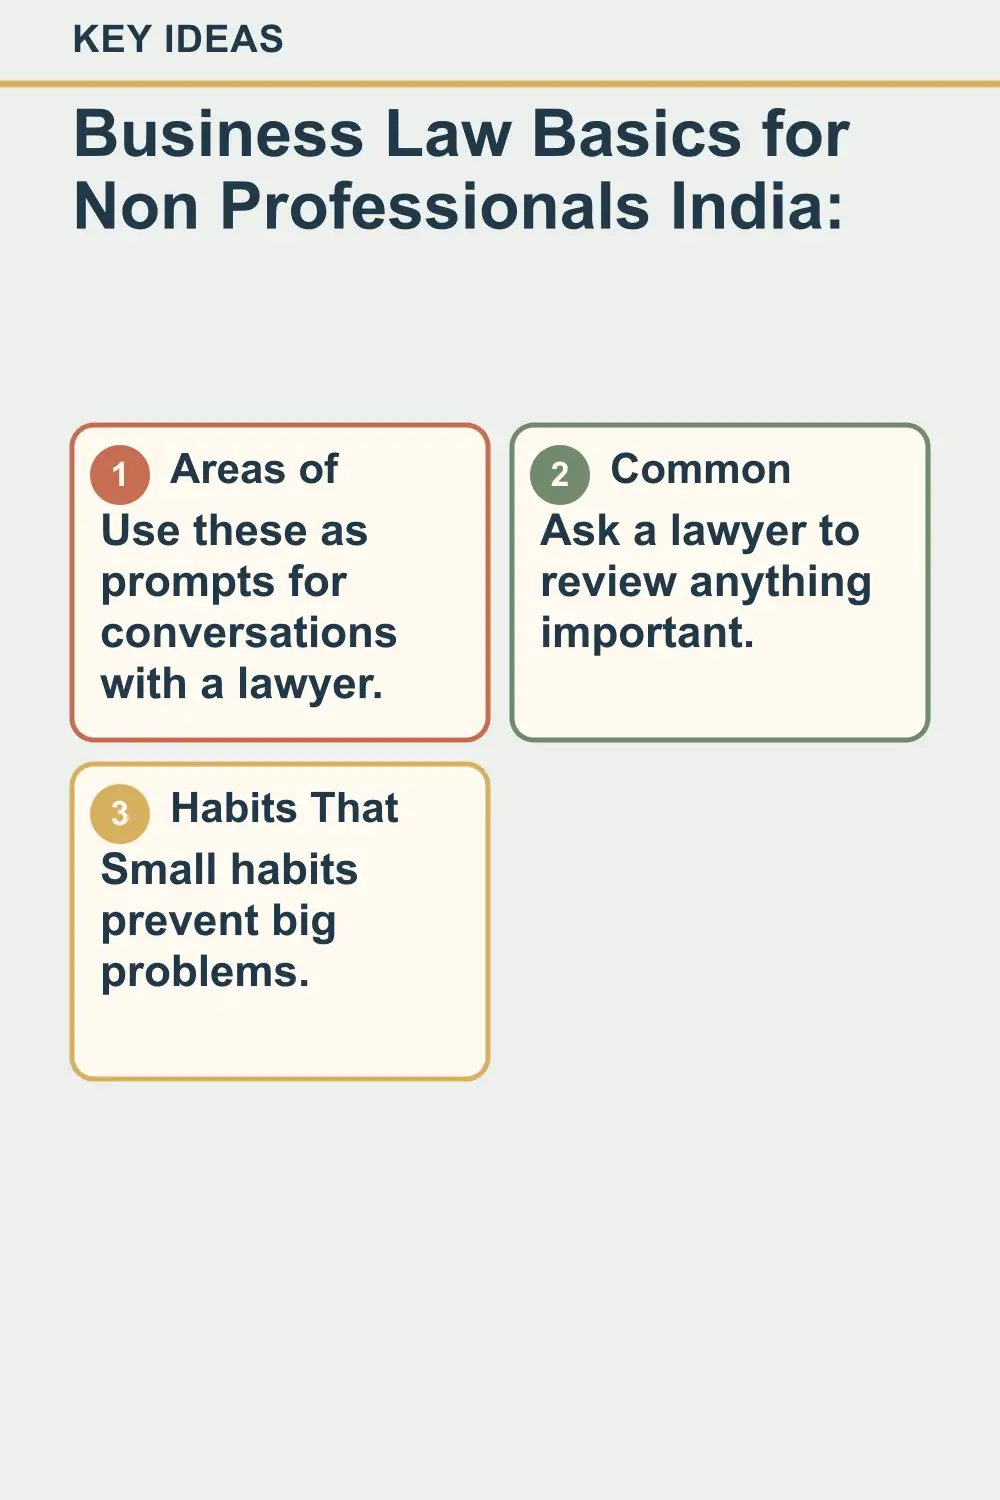 KEY IDEAS
Business Law Basics for
Non Professionals India:
1 Areas of
Use these as
prompts for
conversations
with a lawyer.
2 Common
Ask a lawyer to
review anything
important.
3 Habits That
Small habits
prevent big
problems.